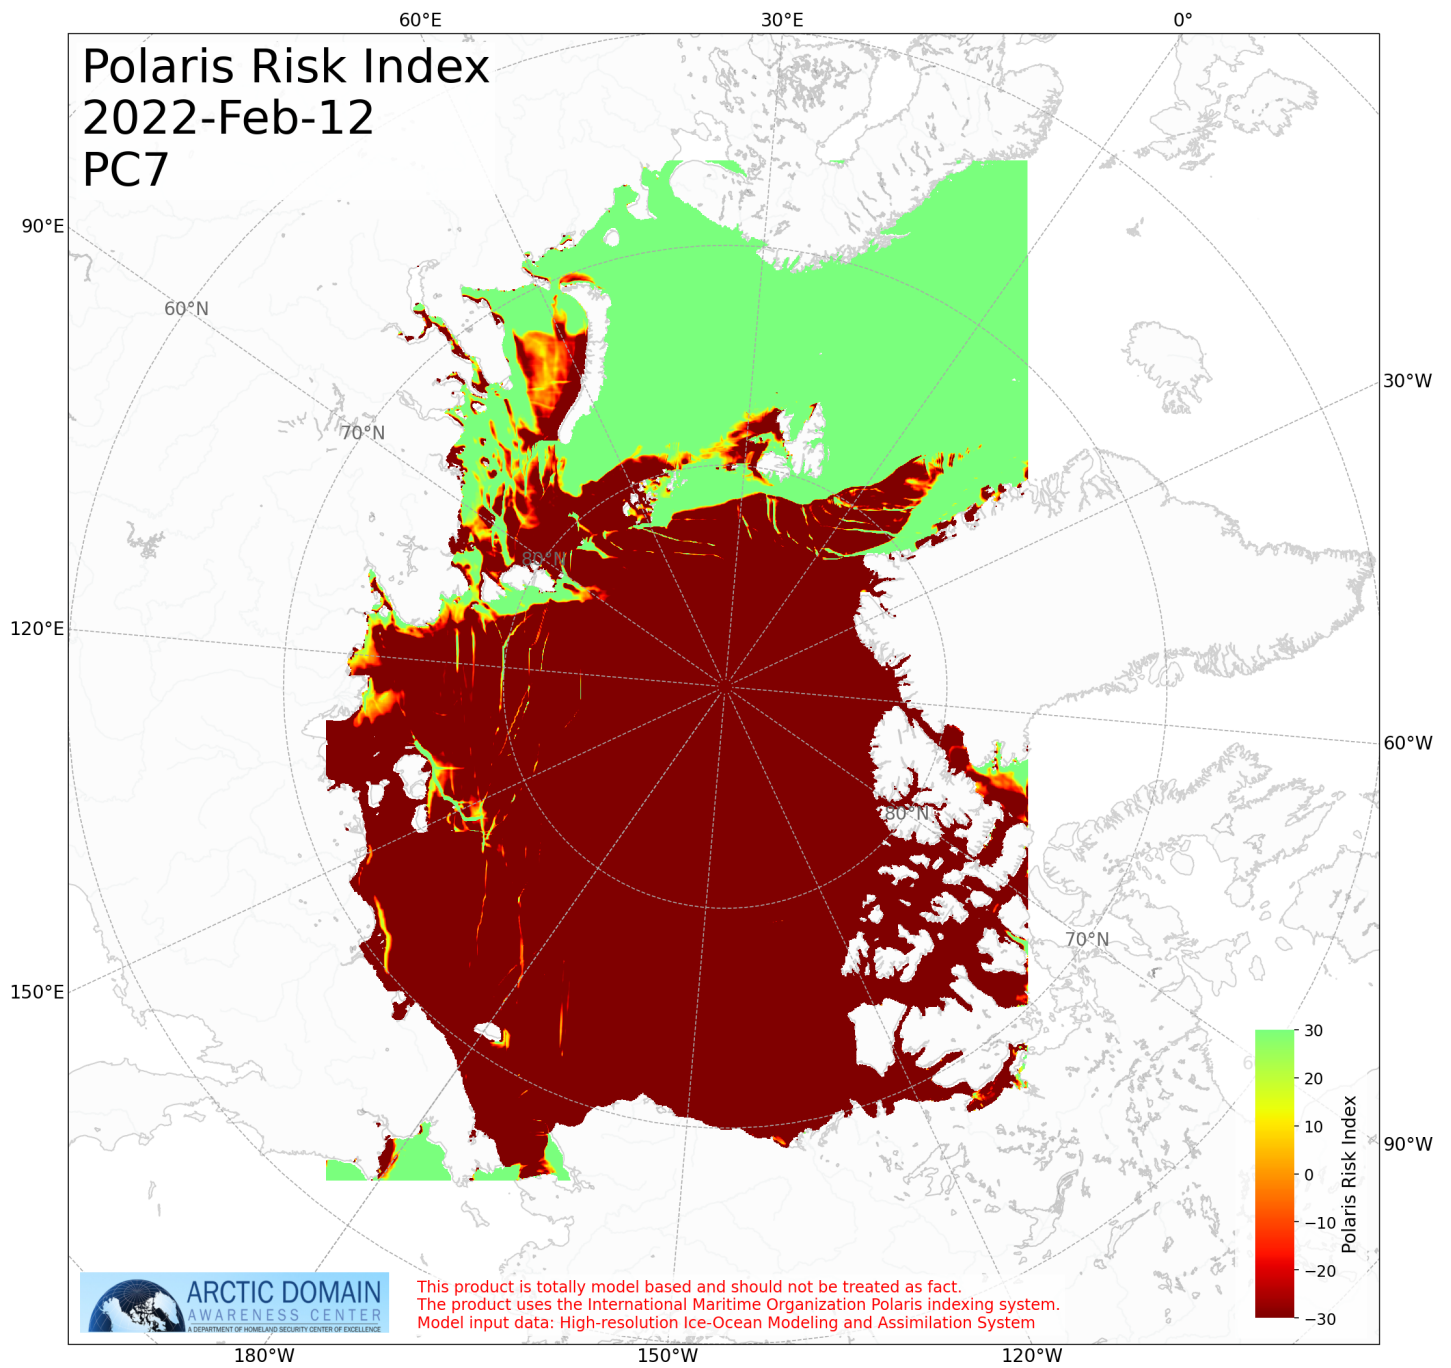 60°E 30°E 0°
Polaris Risk Index
2022-Feb-12
PC7
90°E
60°N
30°W
70°N
80°N
120°E
60°W
80°N
70°N
150°E
30
20
10
0
−10
−20
−30
Polaris Risk Index
90°W
ARCTIC DOMAIN
AWARENESS CENTER
A DEPARTMENT OF HOMELAND SECURITY CENTER OF EXCELLENCE
This product is totally model based and should not be treated as fact.
The product uses the International Maritime Organization Polaris indexing system.
Model input data: High-resolution Ice-Ocean Modeling and Assimilation System
180°W 150°W 120°W